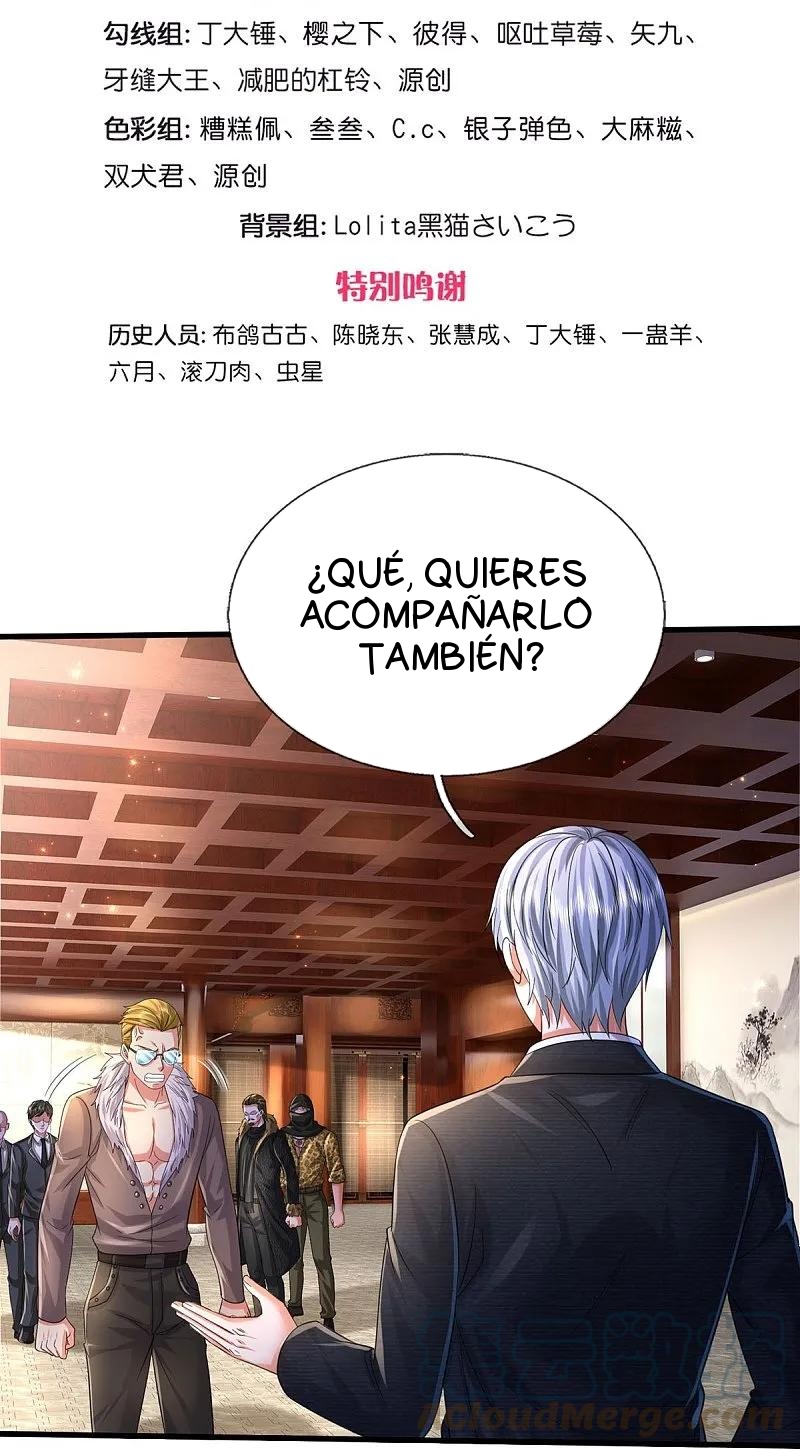 勾线组: 丁大锤、樱之下、彼得、呕吐草莓、矢九、
牙缝大王、减肥的杠铃、源创
色彩组: 糟糕佩、叁叁、C.c、银子弹色、大麻糍、
双犬君、源创
背景组: Lolita黑猫さいこう
特别鸣谢
历史人员: 布鸽古古、陈晓东、张慧成、丁大锤、一蛊羊、
六月、滚刀肉、虫星
¿QUÉ, QUIERES
ACOMPAÑARLO
TAMBIÉN?
ACloudMerge.com